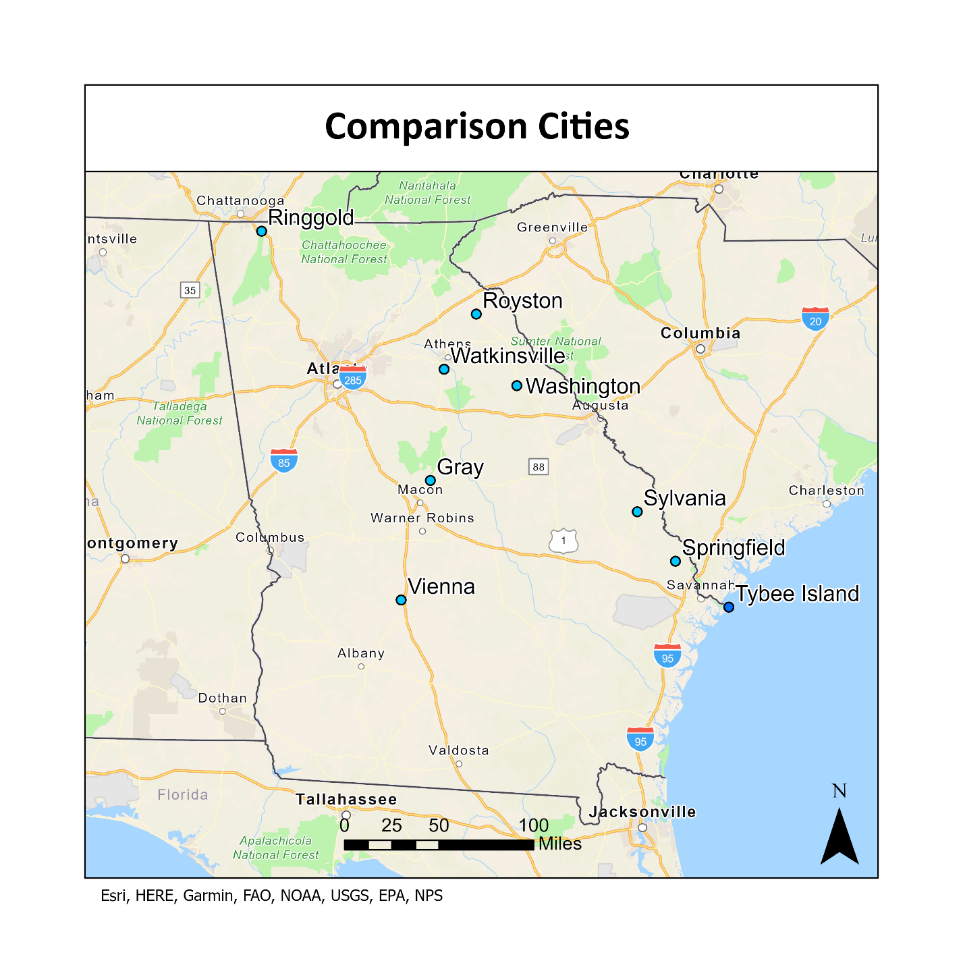 Comparison Cities
Charlotte
Nantahala
National Forest
Chattanooga
Ringgold
Greenville
ntsville
Chattahoochee
National Forest
35
Royston
20
Columbia
Athens
Sumter National
Watkinsville
Atla
285
Washington
ham
Augusta
Talladega
National Forest
85
Gray
88
Macon
Charleston
Sylvania
Warner Robins
Columbus
1
ontgomery
Springfield
Savannah
Vienna
Tybee Island
Albany
95
Dothan
95
Valdosta
N
Florida
Tallahassee
Jacksonville
0 25 50 100
Miles
Apalachicola
National Forest
Esri, HERE, Garmin, FAO, NOAA, USGS, EPA, NPS